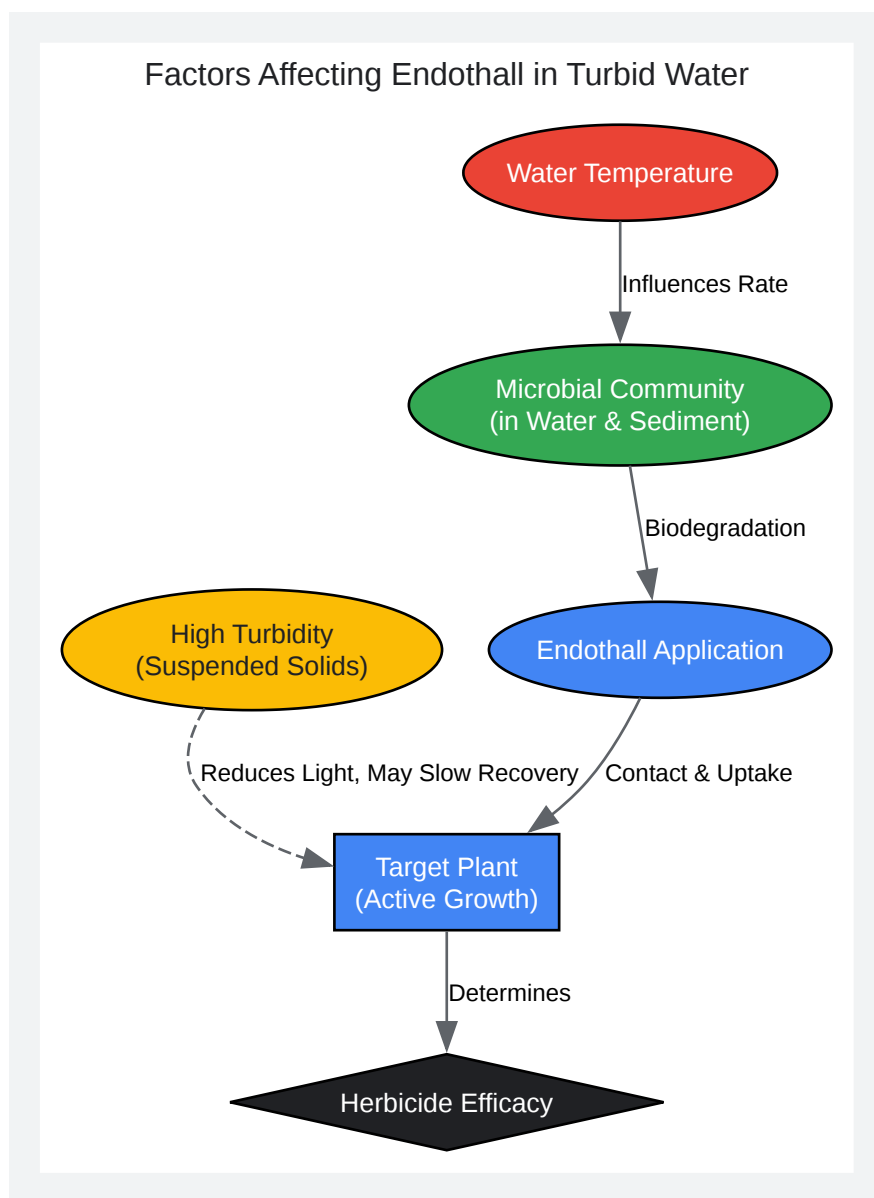 Factors Affecting Endothall in Turbid Water
Water Temperature
Influences Rate
Microbial Community
(in Water & Sediment)
Biodegradation
High Turbidity
(Suspended Solids)
Endothall Application
Reduces Light, May Slow Recovery
Contact & Uptake
Target Plant
(Active Growth)
Determines
Herbicide Efficacy